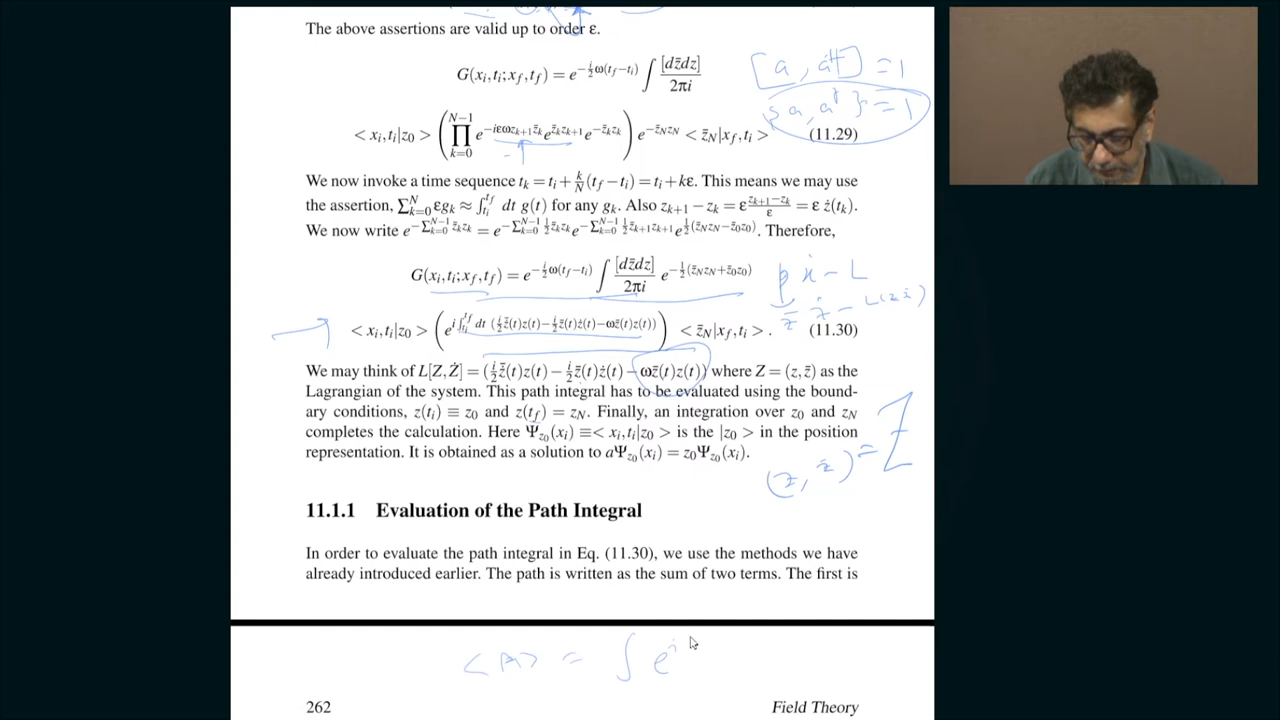 The above assertions are valid up to order ε.
G(x_i,t_i;x_f,t_f) = e^{-\frac{i}{2}ω(t_f−t_i)} ∫ \frac{[d\bar{z}dz]}{2πi}
[a, a†] = 1
{a, a†} = 1
< x_i,t_i|z_0 > ( ∏_{k=0}^{N−1} e^{−iεωz_{k+1}\bar{z}_k} e^{\bar{z}_k z_{k+1}} e^{−\bar{z}_k z_k} ) e^{−\bar{z}_N z_N} < \bar{z}_N|x_f,t_i > (11.29)
We now invoke a time sequence t_k = t_i + \frac{k}{N}(t_f − t_i) = t_i + kε. This means we may use
the assertion, ∑_{k=0}^{N} εg_k ≈ ∫_{t_i}^{t_f} dt g(t) for any g_k. Also z_{k+1} − z_k = ε\frac{z_{k+1}−z_k}{ε} = ε ż(t_k).
We now write e^{−∑_{k=0}^{N−1} \bar{z}_k z_k} = e^{−∑_{k=0}^{N−1} \frac{1}{2}\bar{z}_k z_k} e^{−∑_{k=0}^{N−1} \frac{1}{2}\bar{z}_{k+1} z_{k+1}} e^{\frac{1}{2}(\bar{z}_N z_N − \bar{z}_0 z_0)}. Therefore,
G(x_i,t_i;x_f,t_f) = e^{-\frac{i}{2}ω(t_f−t_i)} ∫ \frac{[d\bar{z}dz]}{2πi} e^{−\frac{1}{2}(\bar{z}_N z_N + \bar{z}_0 z_0)}
p ẋ − L
\bar{z} ż − L(z ż)
< x_i,t_i|z_0 > ( e^{i∫_{t_i}^{t_f} dt (\frac{i}{2}\dot{\bar{z}}(t)z(t) − \frac{i}{2}\bar{z}(t)ż(t) − ω\bar{z}(t)z(t))} ) < \bar{z}_N|x_f,t_i > . (11.30)
We may think of L[Z,Ż] = (\frac{i}{2}\dot{\bar{z}}(t)z(t) − \frac{i}{2}\bar{z}(t)ż(t) − ω\bar{z}(t)z(t)) where Z = (z,\bar{z}) as the
Lagrangian of the system. This path integral has to be evaluated using the bound-
ary conditions, z(t_i) ≡ z_0 and z(t_f) = z_N. Finally, an integration over z_0 and z_N
completes the calculation. Here Ψ_{z_0}(x_i) ≡< x_i,t_i|z_0 > is the |z_0 > in the position
representation. It is obtained as a solution to aΨ_{z_0}(x_i) = z_0Ψ_{z_0}(x_i).
(z, \bar{z}) = Z
11.1.1 Evaluation of the Path Integral
In order to evaluate the path integral in Eq. (11.30), we use the methods we have
already introduced earlier. The path is written as the sum of two terms. The first is
< A > = ∫ e^i
262 Field Theory